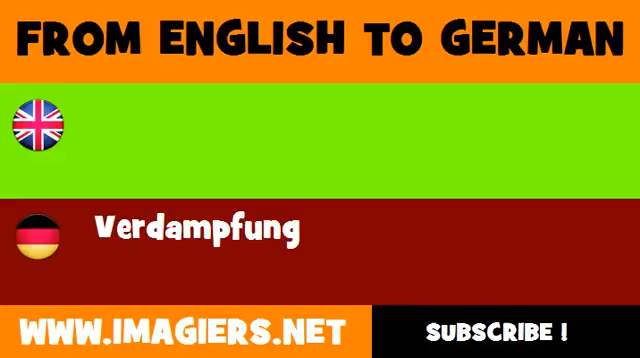 FROM ENGLISH TO GERMAN
Verdampfung
WWW.IMAGIERS.NET
SUBSCRIBE !